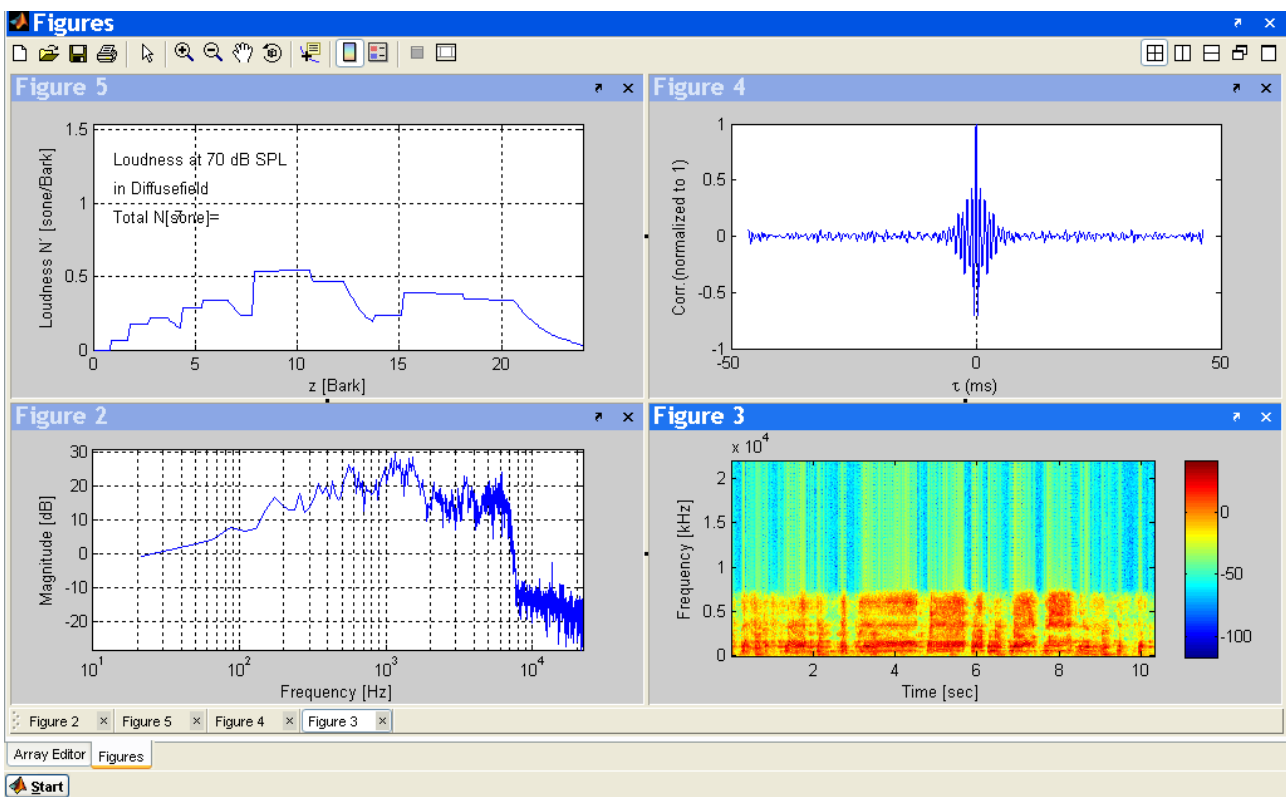 Figures
Figure 5
1.5
1
0.5
0
Loudness N' [sone/Bark]
Loudness at 70 dB SPL
in Diffusefield
Total N[sone]=
0 5 10 15 20
z [Bark]
Figure 4
1
0.5
0
-0.5
-1
Corr.(normalized to 1)
-50 0 50
τ (ms)
Figure 2
30
20
10
0
-10
-20
Magnitude [dB]
10^1 10^2 10^3 10^4
Frequency [Hz]
Figure 3
x 10^4
2
1.5
1
0.5
0
Frequency [kHz]
2 4 6 8 10
Time [sec]
0
-50
-100
Figure 2 Figure 5 Figure 4 Figure 3
Array Editor Figures
Start